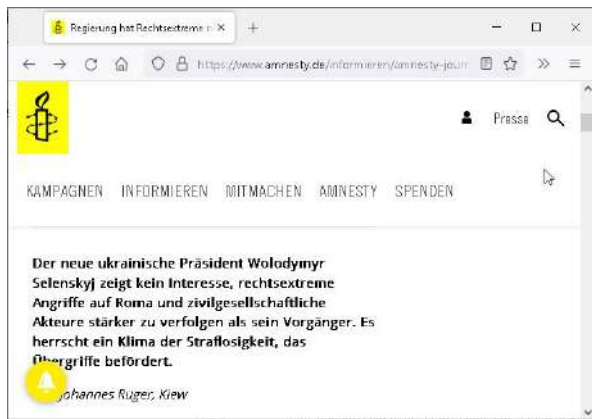 Regierung hat Rechtsextreme n
https://www.amnesty.de/informieren/amnesty-journ
Presse
KAMPAGNEN INFORMIEREN MITMACHEN AMNESTY SPENDEN
Der neue ukrainische Präsident Wolodymyr
Selenskyj zeigt kein Interesse, rechtsextreme
Angriffe auf Roma und zivilgesellschaftliche
Akteure stärker zu verfolgen als sein Vorgänger. Es
herrscht ein Klima der Straflosigkeit, das
Übergriffe befördert.
Johannes Ruger, Kiew